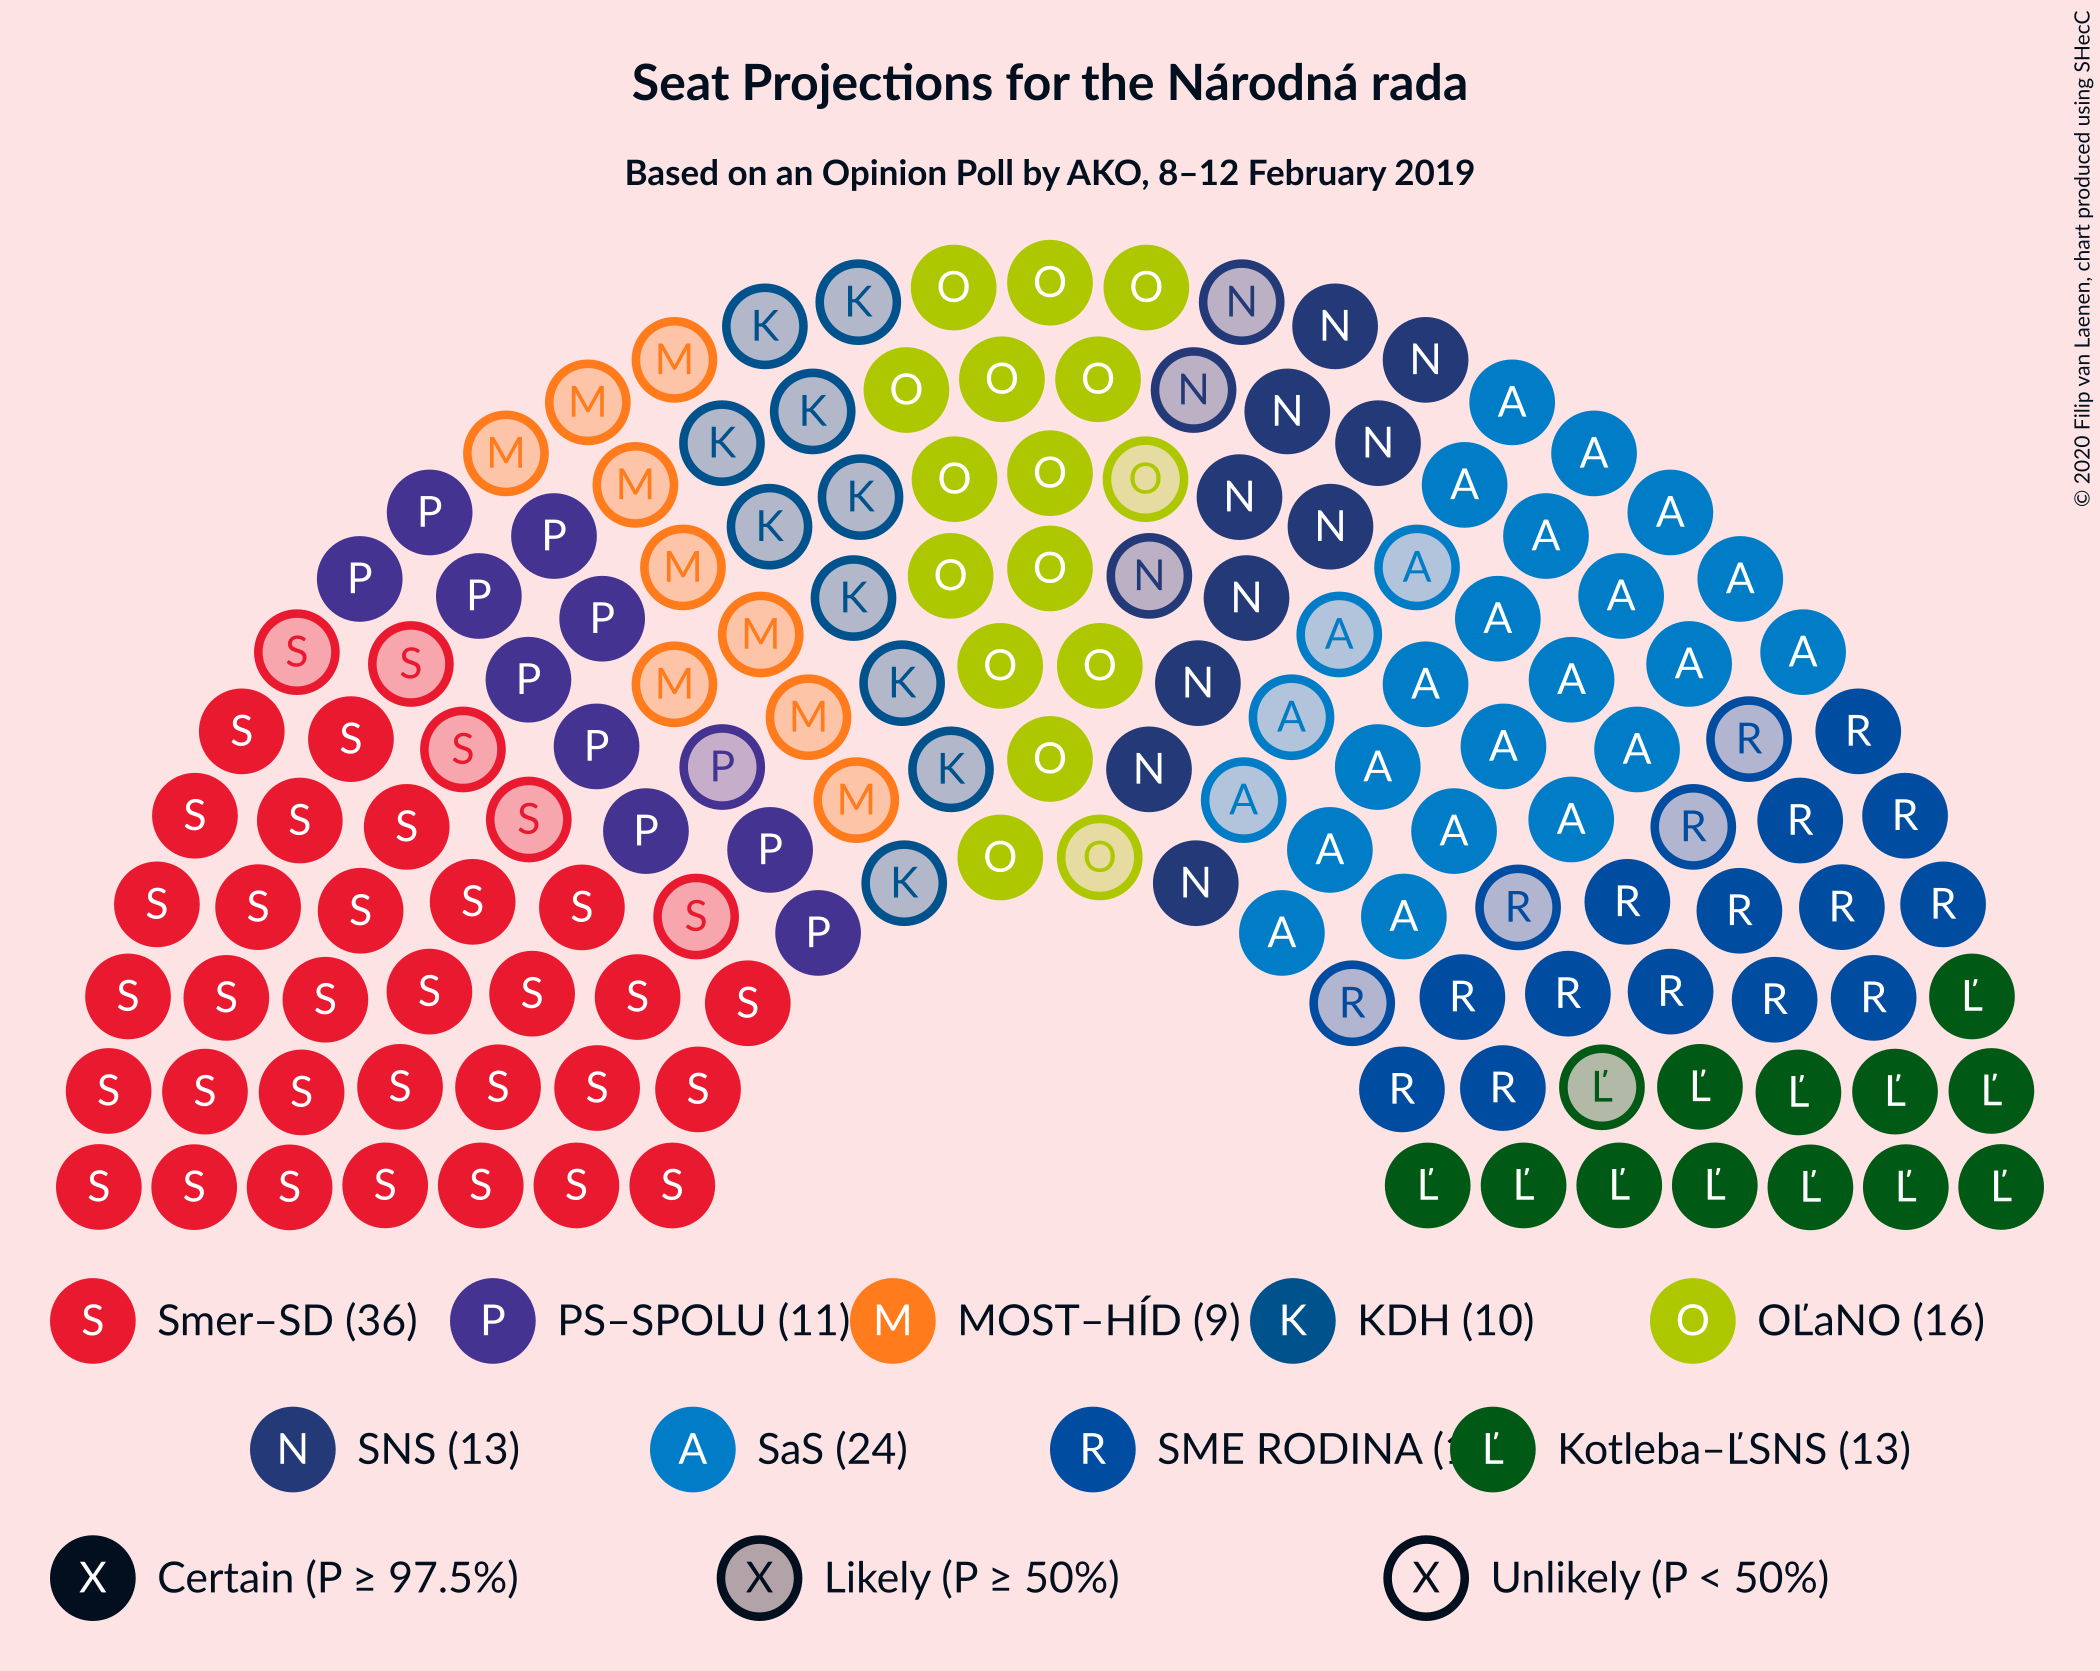 Seat Projections for the Národná rada
Based on an Opinion Poll by AKO, 8–12 February 2019
© 2020 Filip van Laenen, chart produced using SHecC
K O O O N
M K N N
M K O O O N A
M K N N A
M K O O O N A A
P M K N N A A
P P M K O O N N A A A
P P M K N A A A
S S P M O O A A A A
P M K N A A A
S S S P P M K O N A A A R R
S S S S P P M O O A A A A R R R
S S S S S S P K N A A R R R R R
S S S S S S S P A R R R R R R Ľ
S S S S S S S R R Ľ Ľ Ľ Ľ Ľ
S S S S S S S Ľ Ľ Ľ Ľ Ľ Ľ Ľ
S Smer–SD (36) P PS–SPOLU (11) M MOST–HÍD (9) K KDH (10) O OĽaNO (16)
N SNS (13) A SaS (24) R SME RODINA ( Ľ Kotleba–ĽSNS (13)
X Certain (P ≥ 97.5%) X Likely (P ≥ 50%) X Unlikely (P < 50%)